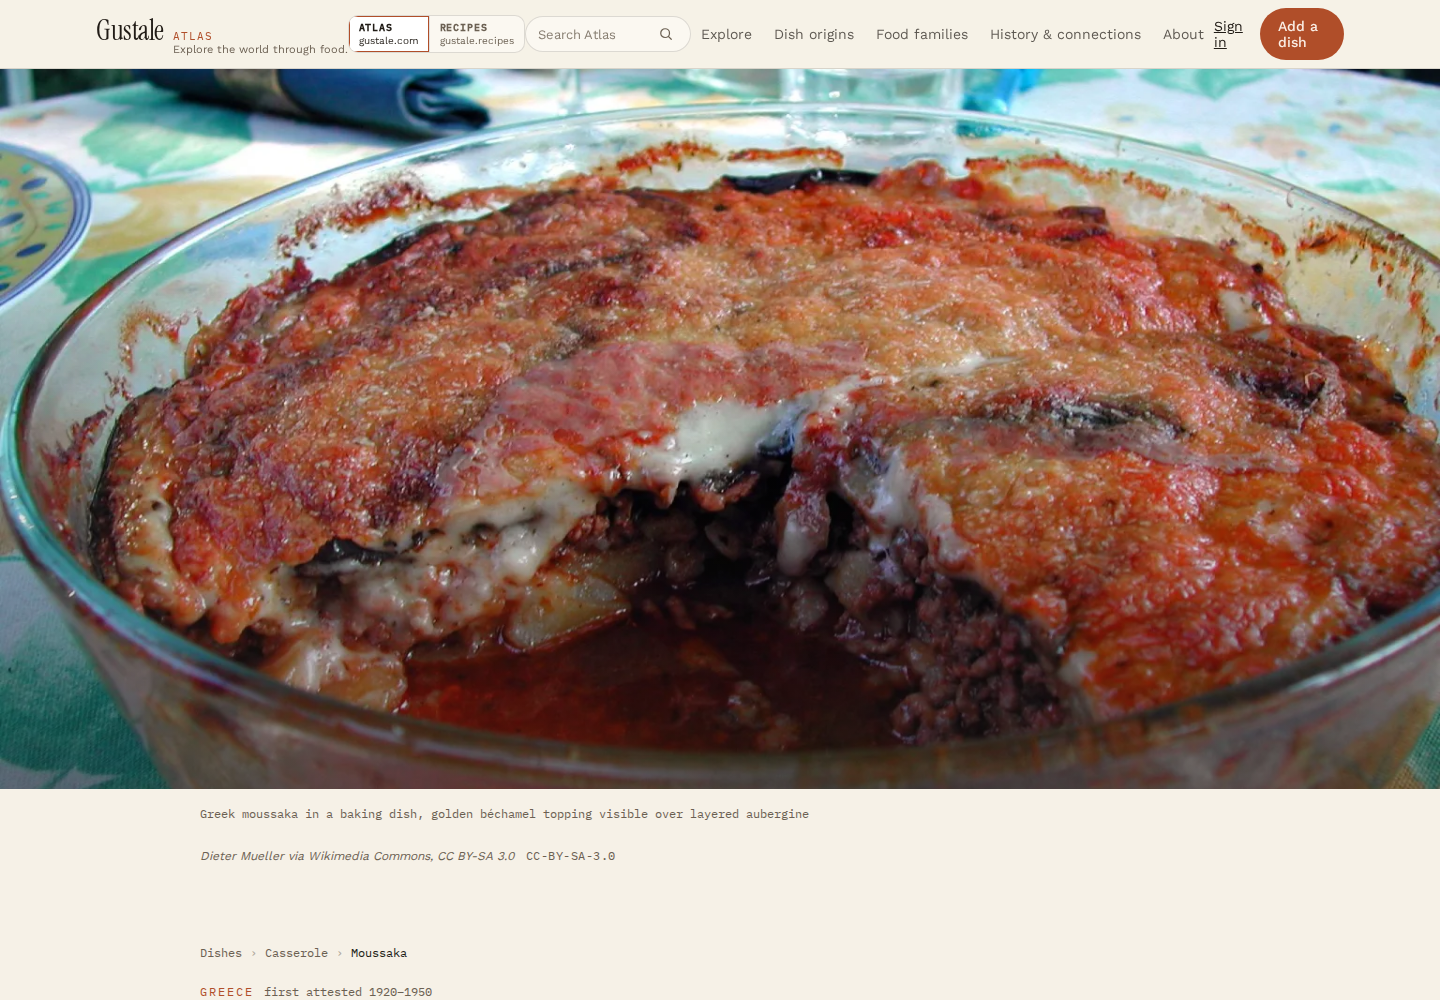 Gustale ATLAS
Explore the world through food.
ATLAS
gustale.com
RECIPES
gustale.recipes
Search Atlas
Explore
Dish origins
Food families
History & connections
About
Sign in
Add a dish
Greek moussaka in a baking dish, golden béchamel topping visible over layered aubergine
Dieter Mueller via Wikimedia Commons, CC BY-SA 3.0 CC-BY-SA-3.0
Dishes › Casserole › Moussaka
GREECE first attested 1920–1950